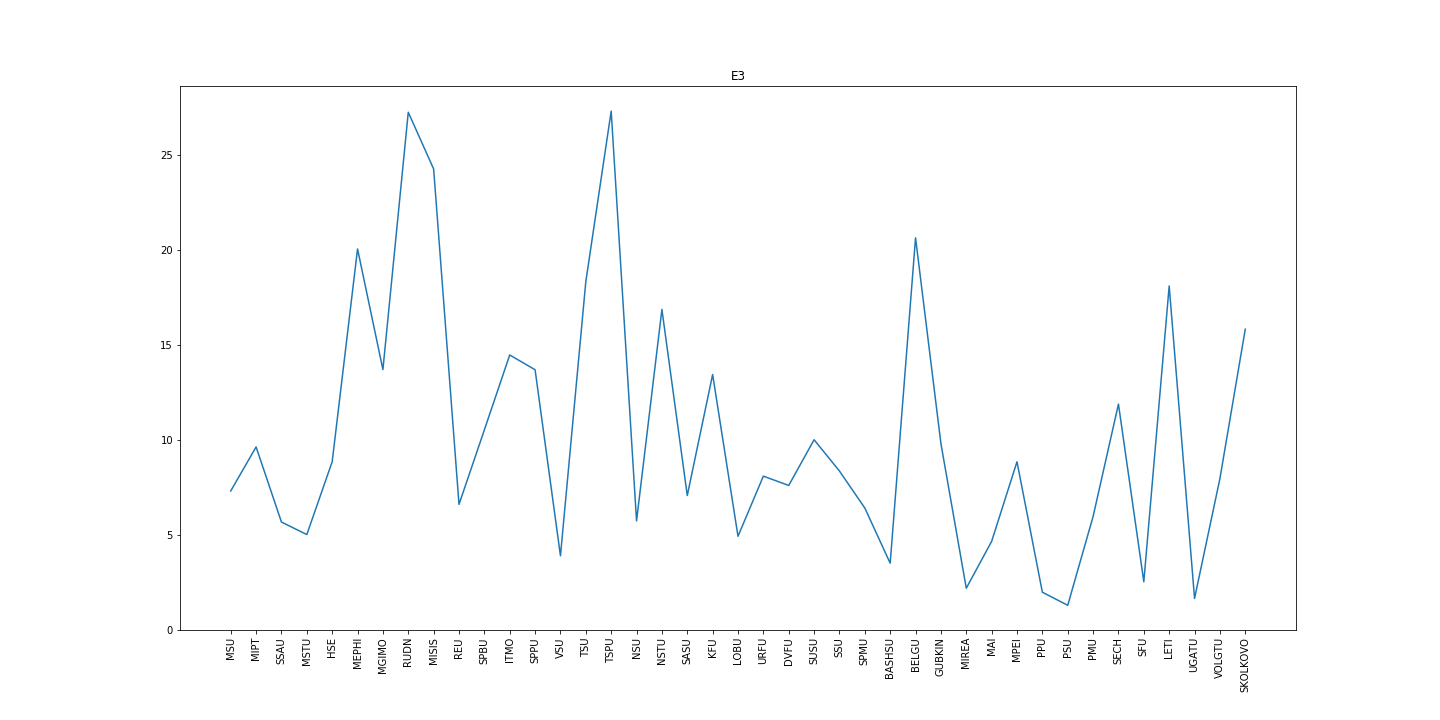 E3
25
20
15
10
5
0
MSU
MIPT
SSAU
MSTU
HSE
MEPHI
MGIMO
RUDN
MISIS
REU
SPBU
ITMO
SPPU
VSU
TSU
TSPU
NSU
NSTU
SASU
KFU
LOBU
URFU
DVFU
SUSU
SSU
SPMU
BASHSU
BELGU
GUBKIN
MIREA
MAI
MPEI
PPU
PSU
PMU
SECH
SFU
LETI
UGATU
VOLGTU
SKOLKOVO